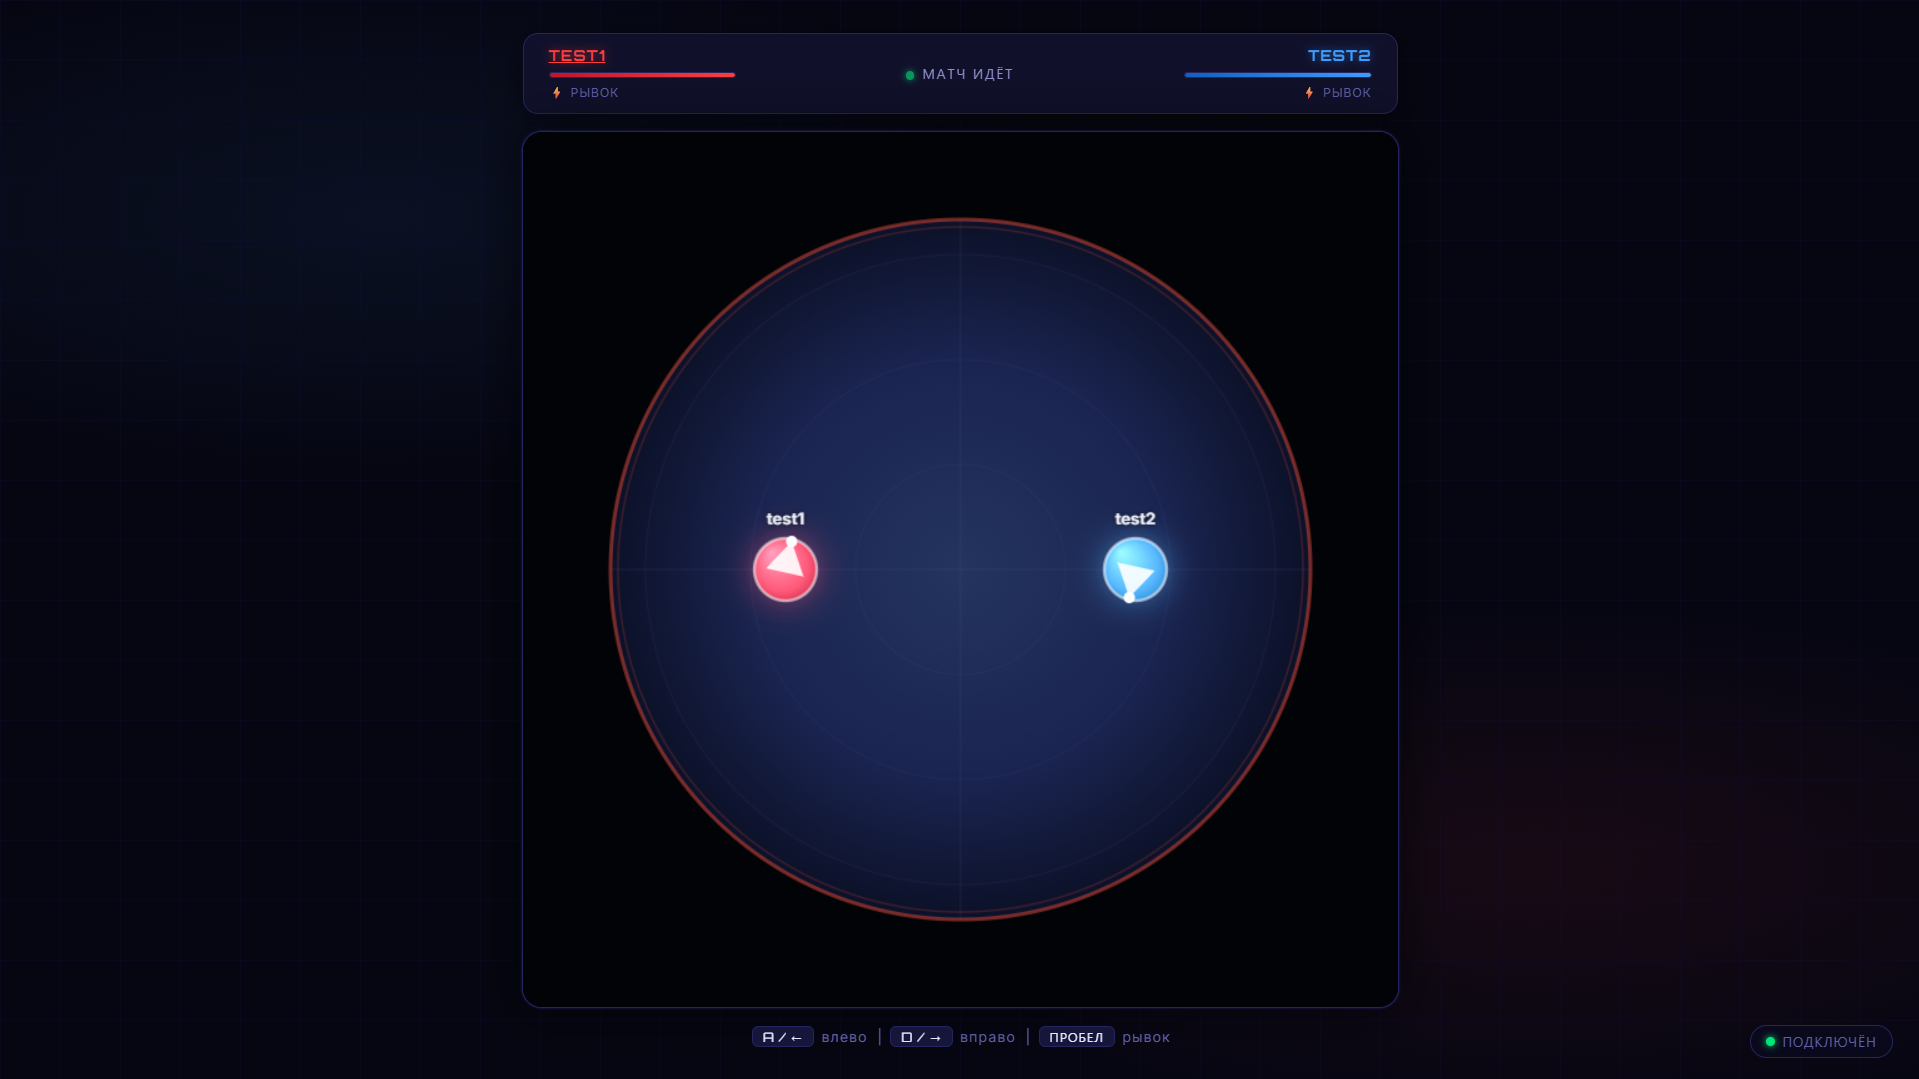 TEST1
МАТЧ ИДЁТ
TEST2
РЫВОК
РЫВОК
test1
test2
A / ← влево | D / → вправо | ПРОБЕЛ рывок
ПОДКЛЮЧЁН